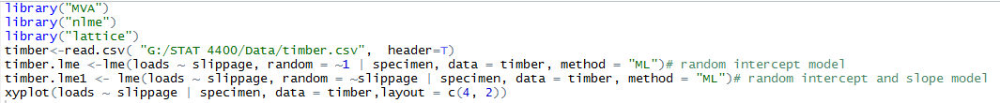 library("MVA")
library("nlme")
library("lattice")
timber<-read.csv( "G:/STAT 4400/Data/timber.csv",  header=T)
timber.lme <-lme(loads ~ slippage, random = ~1 | specimen, data = timber, method = "ML")# random intercept model
timber.lme1 <- lme(loads ~ slippage, random = ~slippage | specimen, data = timber, method = "ML")# random intercept and slope model
xyplot(loads ~ slippage | specimen, data = timber,layout = c(4, 2))